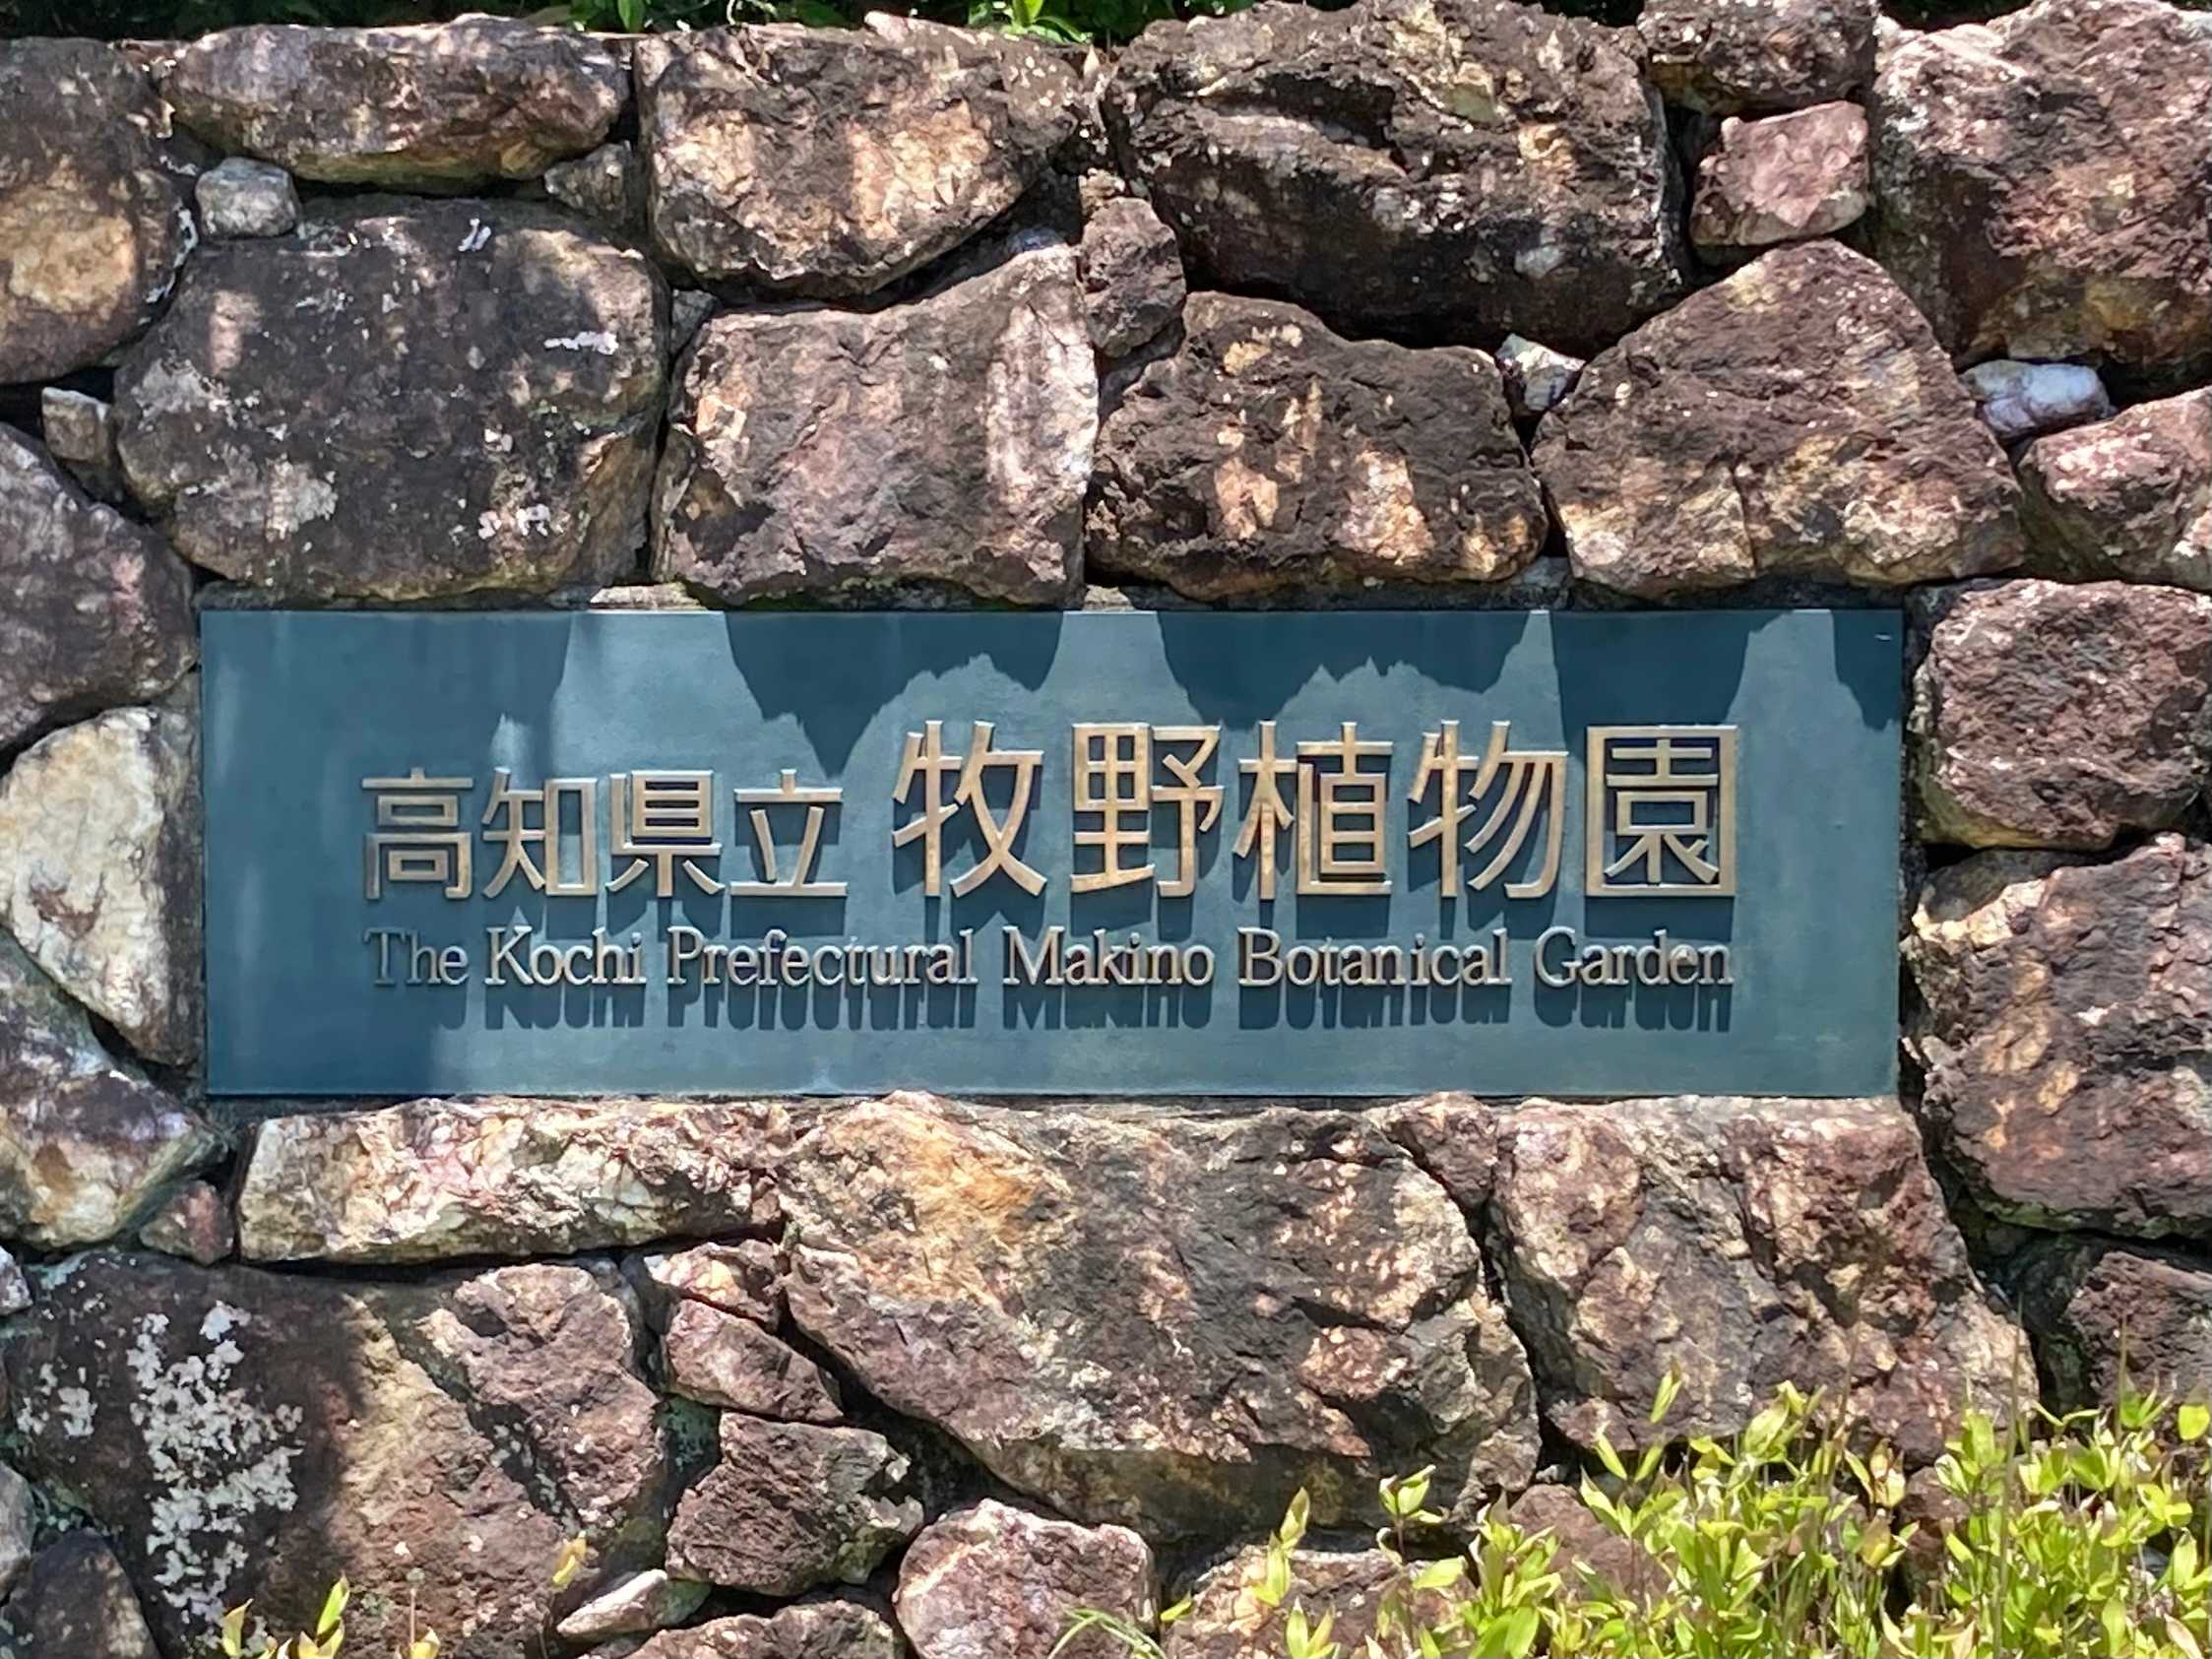 高知県立 牧野植物園
The Kochi Prefectural Makino Botanical Garden